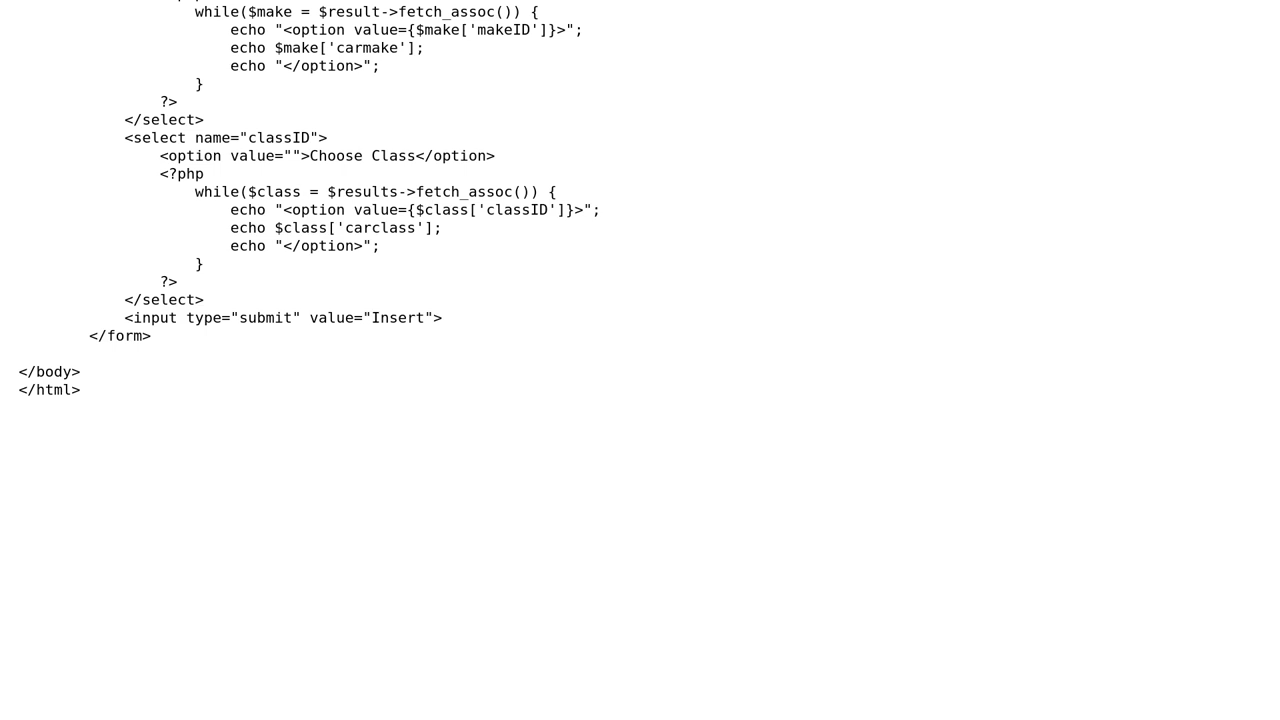 while($make = $result->fetch_assoc()) {
echo "<option value={$make['makeID']}>";
echo $make['carmake'];
echo "</option>";
}
?>
</select>
<select name="classID">
<option value="">Choose Class</option>
<?php
while($class = $results->fetch_assoc()) {
echo "<option value={$class['classID']}>";
echo $class['carclass'];
echo "</option>";
}
?>
</select>
<input type="submit" value="Insert">
</form>
</body>
</html>